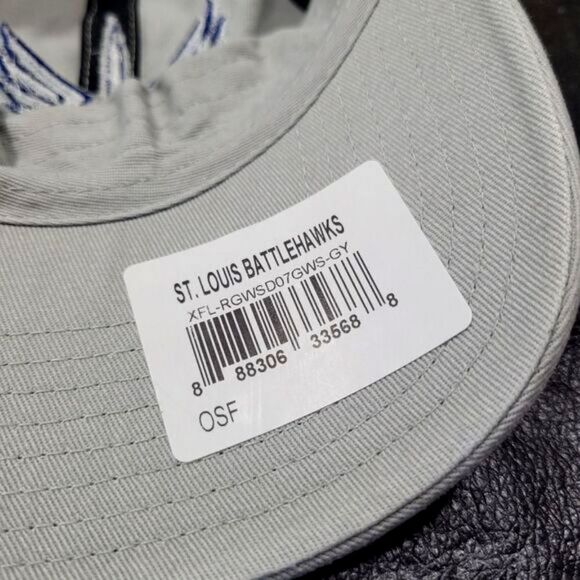 ST. LOUIS BATTLEHAWKS
XFL-RGWSD07GWS-GY
8 88306 33568 8
OSF